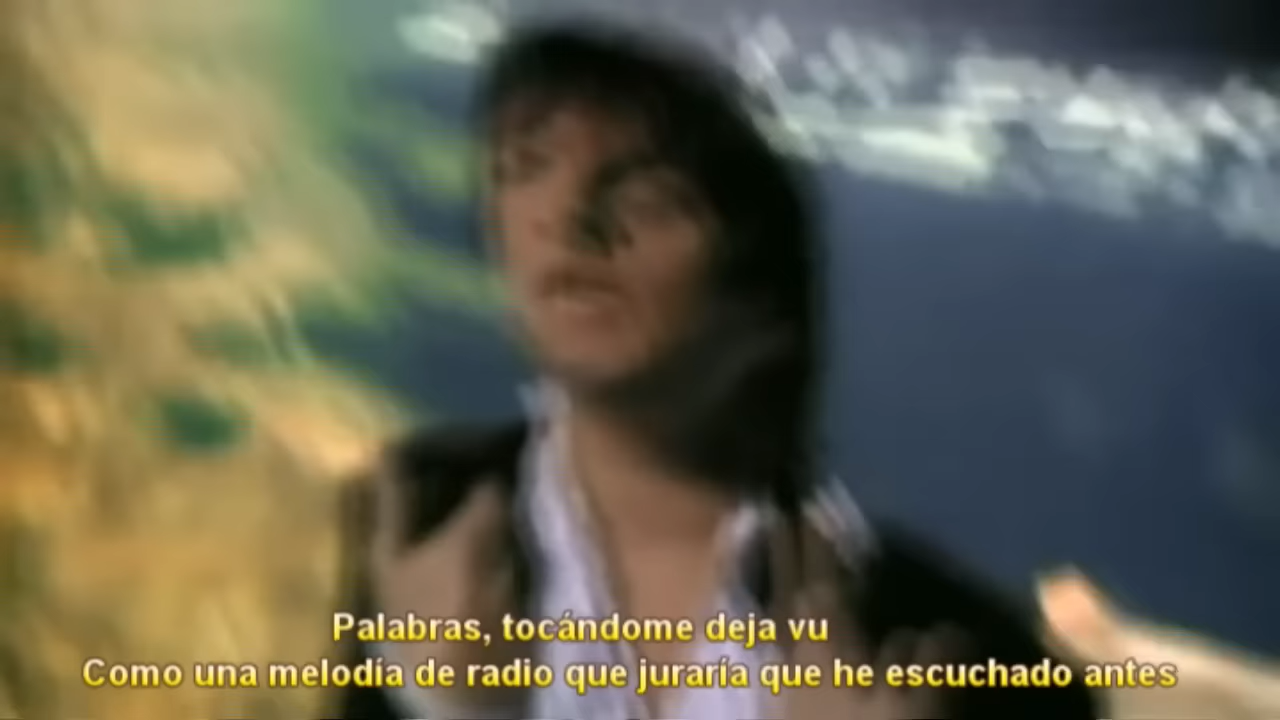 Palabras, tocándome deja vu
Como una melodía de radio que juraría que he escuchado antes